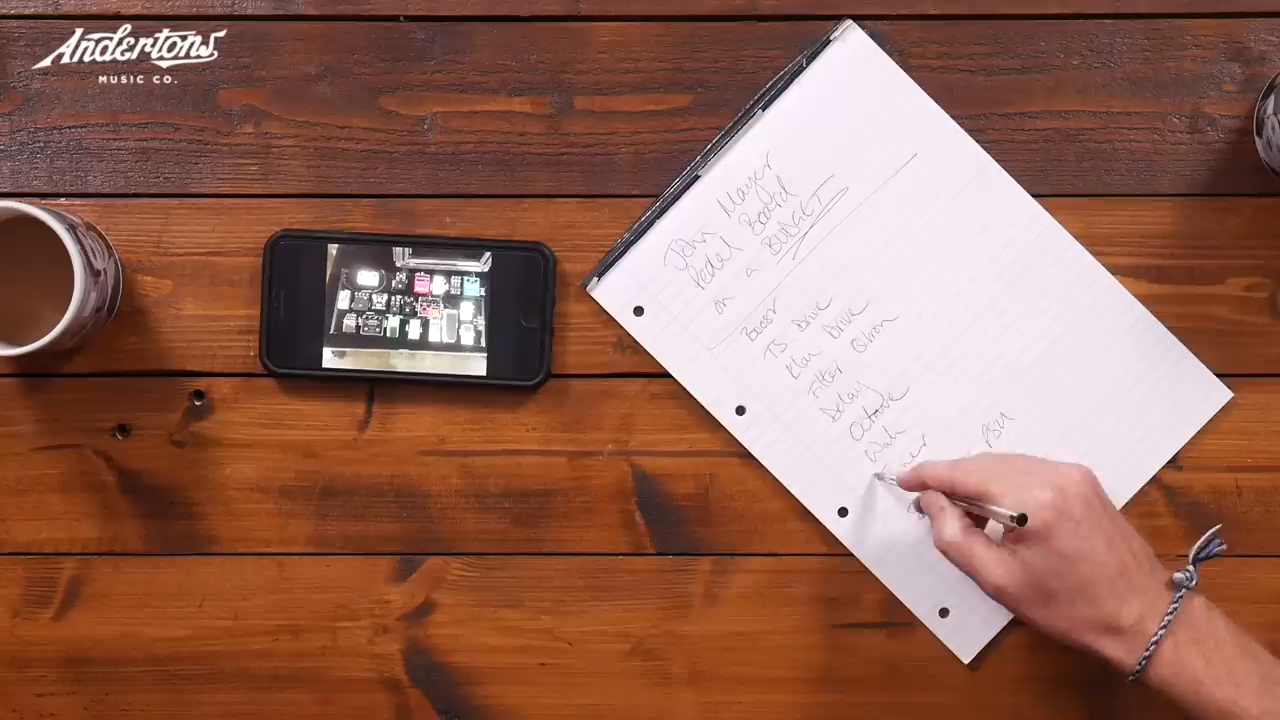 Andertons
MUSIC CO.
John Mayer
Pedal Board
on a BUDGET
Boost
TS Drive
Klon Drive
Filter Qtron
Delay
Octave
Wah
PSU